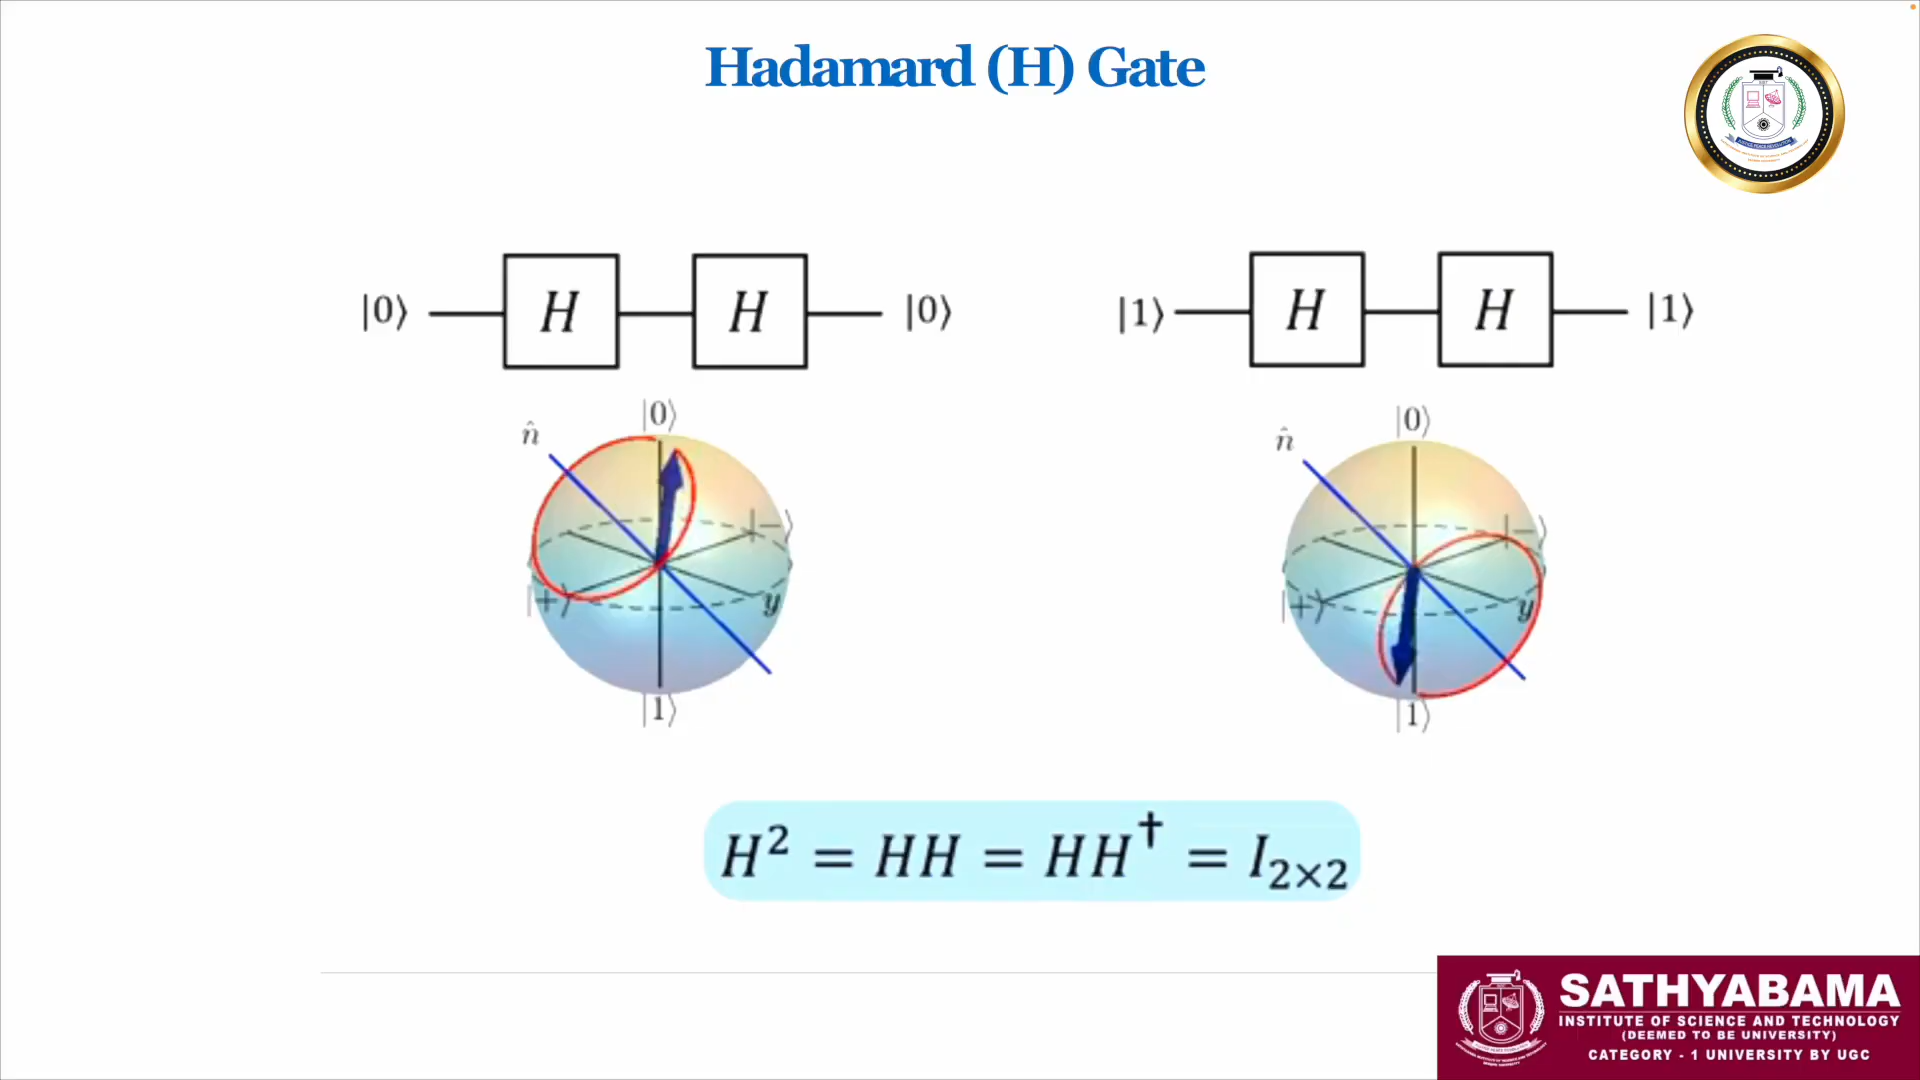 Hadamard (H) Gate
|0⟩ H H |0⟩
|1⟩ H H |1⟩
n̂ |0⟩
|−⟩
|+⟩ y
|1⟩
n̂ |0⟩
|−⟩
|+⟩ y
|1⟩
H² = HH = HH† = I₂ₓ₂
SATHYABAMA
INSTITUTE OF SCIENCE AND TECHNOLOGY
(DEEMED TO BE UNIVERSITY)
CATEGORY - 1 UNIVERSITY BY UGC